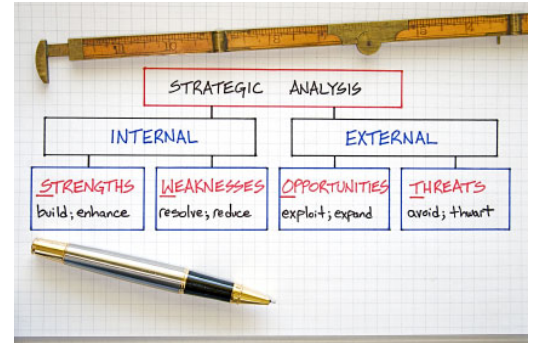 STRATEGIC ANALYSIS
INTERNAL
EXTERNAL
STRENGTHS
build; enhance
WEAKNESSES
resolve; reduce
OPPORTUNITIES
exploit; expand
THREATS
avoid; thwart